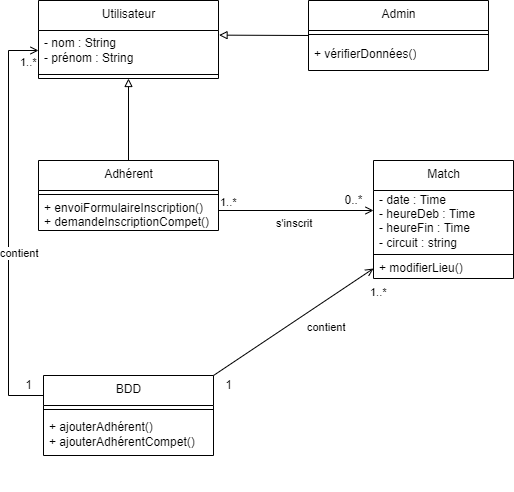 Utilisateur
- nom : String
- prénom : String
Admin
+ vérifierDonnées()
1..*
Adhérent
+ envoiFormulaireInscription()
+ demandeInscriptionCompet()
1..*
0..*
s'inscrit
Match
- date : Time
- heureDeb : Time
- heureFin : Time
- circuit : string
+ modifierLieu()
contient
1..*
contient
1
1
BDD
+ ajouterAdhérent()
+ ajouterAdhérentCompet()